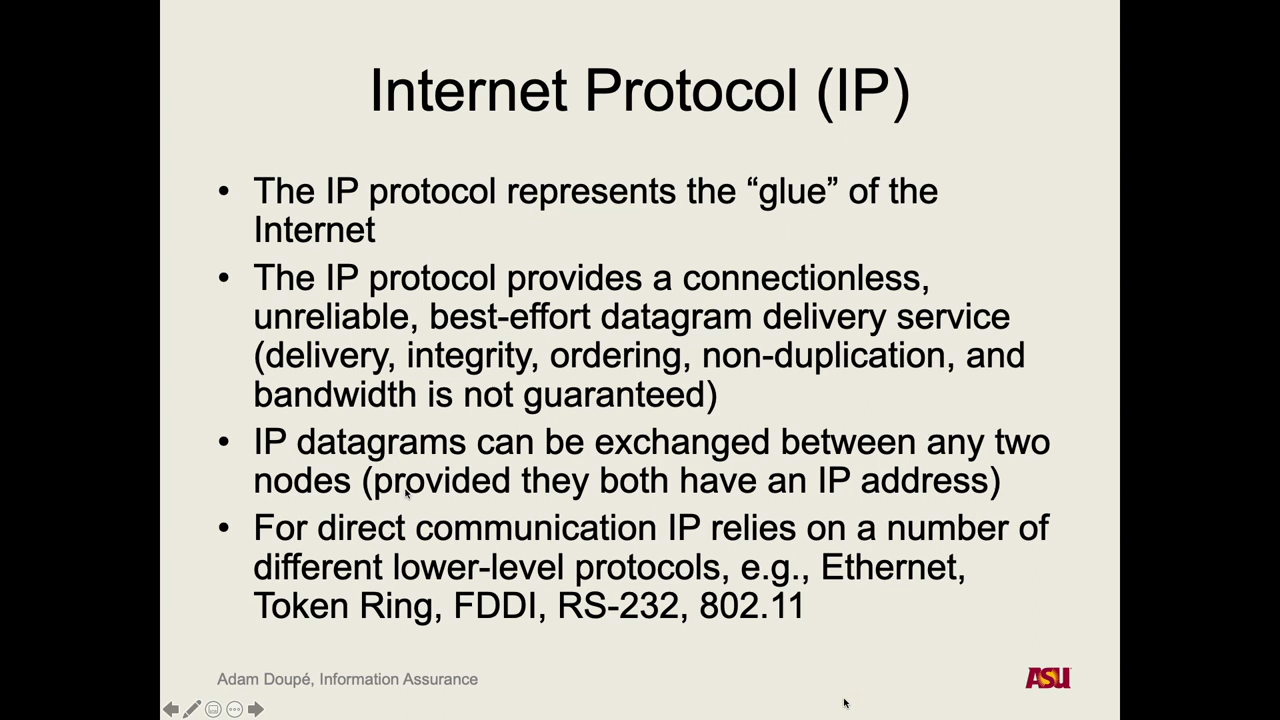 Internet Protocol (IP)
• The IP protocol represents the “glue” of the
Internet
• The IP protocol provides a connectionless,
unreliable, best-effort datagram delivery service
(delivery, integrity, ordering, non-duplication, and
bandwidth is not guaranteed)
• IP datagrams can be exchanged between any two
nodes (provided they both have an IP address)
• For direct communication IP relies on a number of
different lower-level protocols, e.g., Ethernet,
Token Ring, FDDI, RS-232, 802.11
Adam Doupé, Information Assurance
ASU